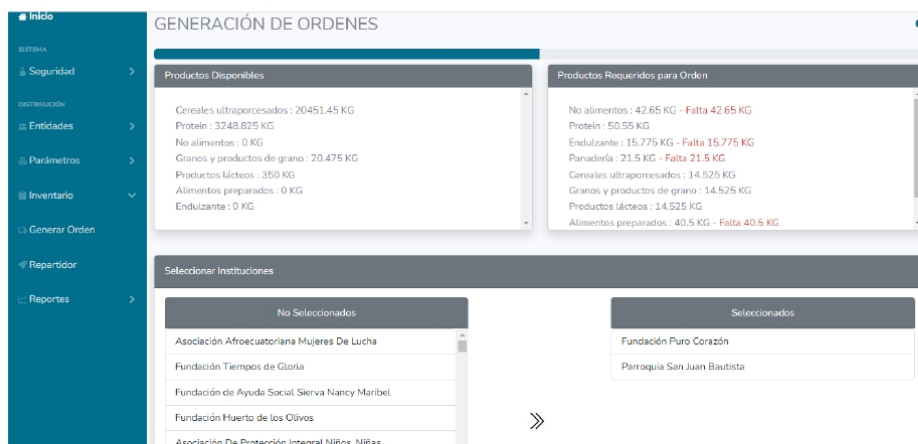 Inicio
GENERACIÓN DE ORDENES
SISTEMA
Seguridad
DISTRIBUCIÓN
Entidades
Parámetros
Inventario
Generar Orden
Repartidor
Reportes
Productos Disponibles
Cereales ultraporcesados : 20451.45 KG
Protein : 3248.825 KG
No alimentos : 0 KG
Granos y productos de grano : 20.475 KG
Productos lácteos : 350 KG
Alimentos preparados : 0 KG
Endulzante : 0 KG
Productos Requeridos para Orden
No alimentos : 42.65 KG - Falta 42.65 KG
Protein : 50.55 KG
Endulzante : 15.775 KG - Falta 15.775 KG
Panadería : 21.5 KG - Falta 21.5 KG
Cereales ultraporcesados : 14.525 KG
Granos y productos de grano : 14.525 KG
Productos lácteos : 14.525 KG
Alimentos preparados : 40.5 KG - Falta 40.5 KG
Seleccionar Instituciones
No Seleccionados
Asociación Afroecuatoriana Mujeres De Lucha
Fundación Tiempos de Gloria
Fundación de Ayuda Social Sierva Nancy Maribel
Fundación Huerto de los Olivos
Asociación De Protección Integral Niños, Niñas
Seleccionados
Fundación Puro Corazón
Parroquia San Juan Bautista